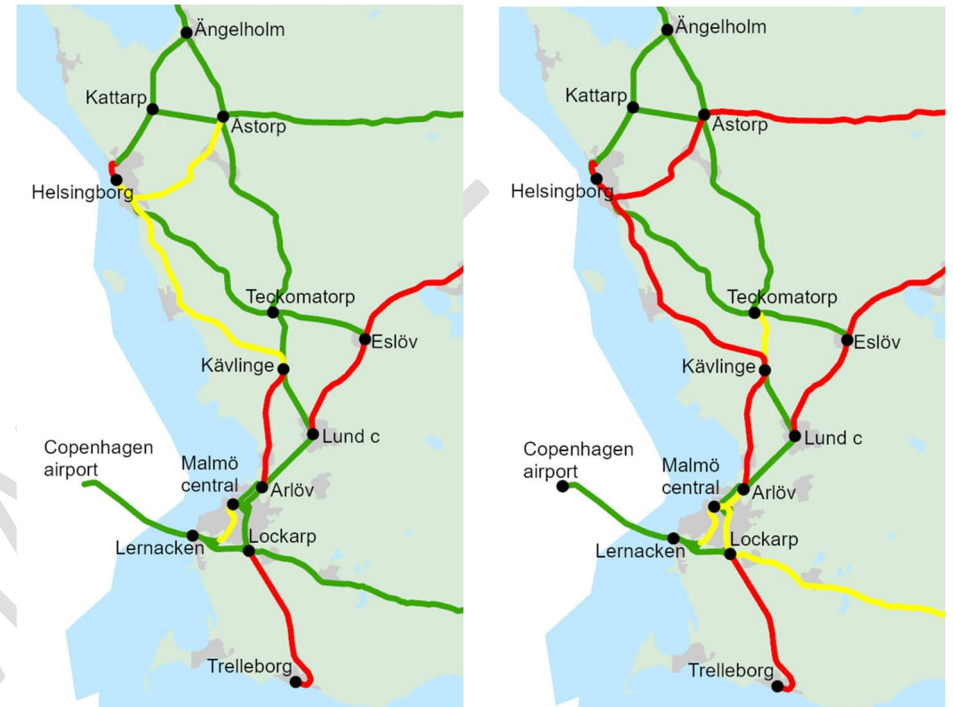 Ängelholm
Kattarp
Åstorp
Helsingborg
Teckomatorp
Eslöv
Kävlinge
Lund c
Copenhagen
airport
Malmö
central
Arlöv
Lernacken
Lockarp
Trelleborg
Ängelholm
Kattarp
Åstorp
Helsingborg
Teckomatorp
Eslöv
Kävlinge
Lund c
Copenhagen
airport
Malmö
central
Arlöv
Lernacken
Lockarp
Trelleborg